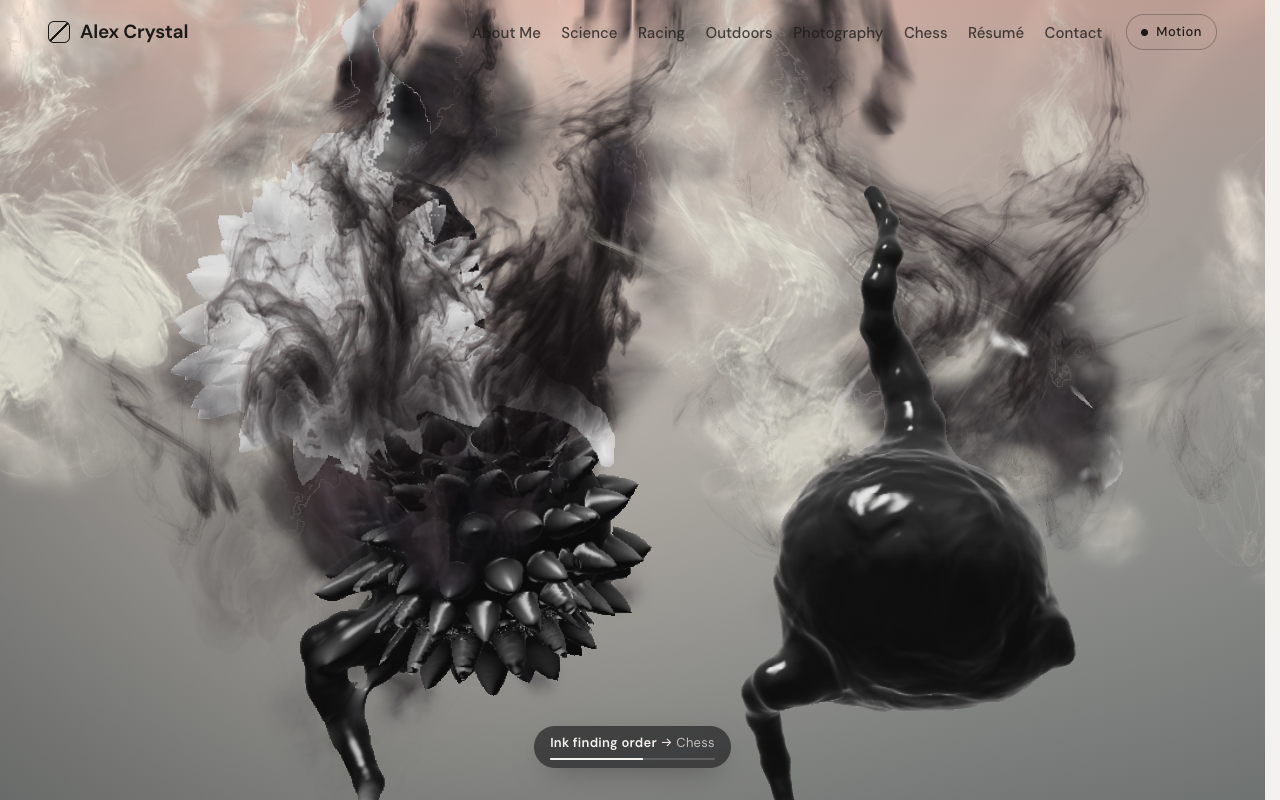 Alex Crystal
About Me Science Racing Outdoors Photography Chess Résumé Contact Motion
Ink finding order → Chess